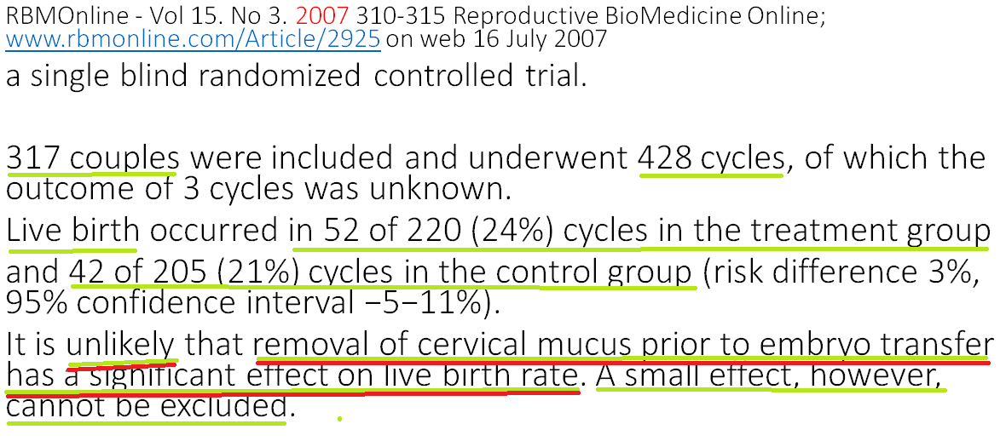 RBMOnline - Vol 15. No 3. 2007 310-315 Reproductive BioMedicine Online;
www.rbmonline.com/Article/2925 on web 16 July 2007
a single blind randomized controlled trial.
317 couples were included and underwent 428 cycles, of which the
outcome of 3 cycles was unknown.
Live birth occurred in 52 of 220 (24%) cycles in the treatment group
and 42 of 205 (21%) cycles in the control group (risk difference 3%,
95% confidence interval −5−11%).
It is unlikely that removal of cervical mucus prior to embryo transfer
has a significant effect on live birth rate. A small effect, however,
cannot be excluded.